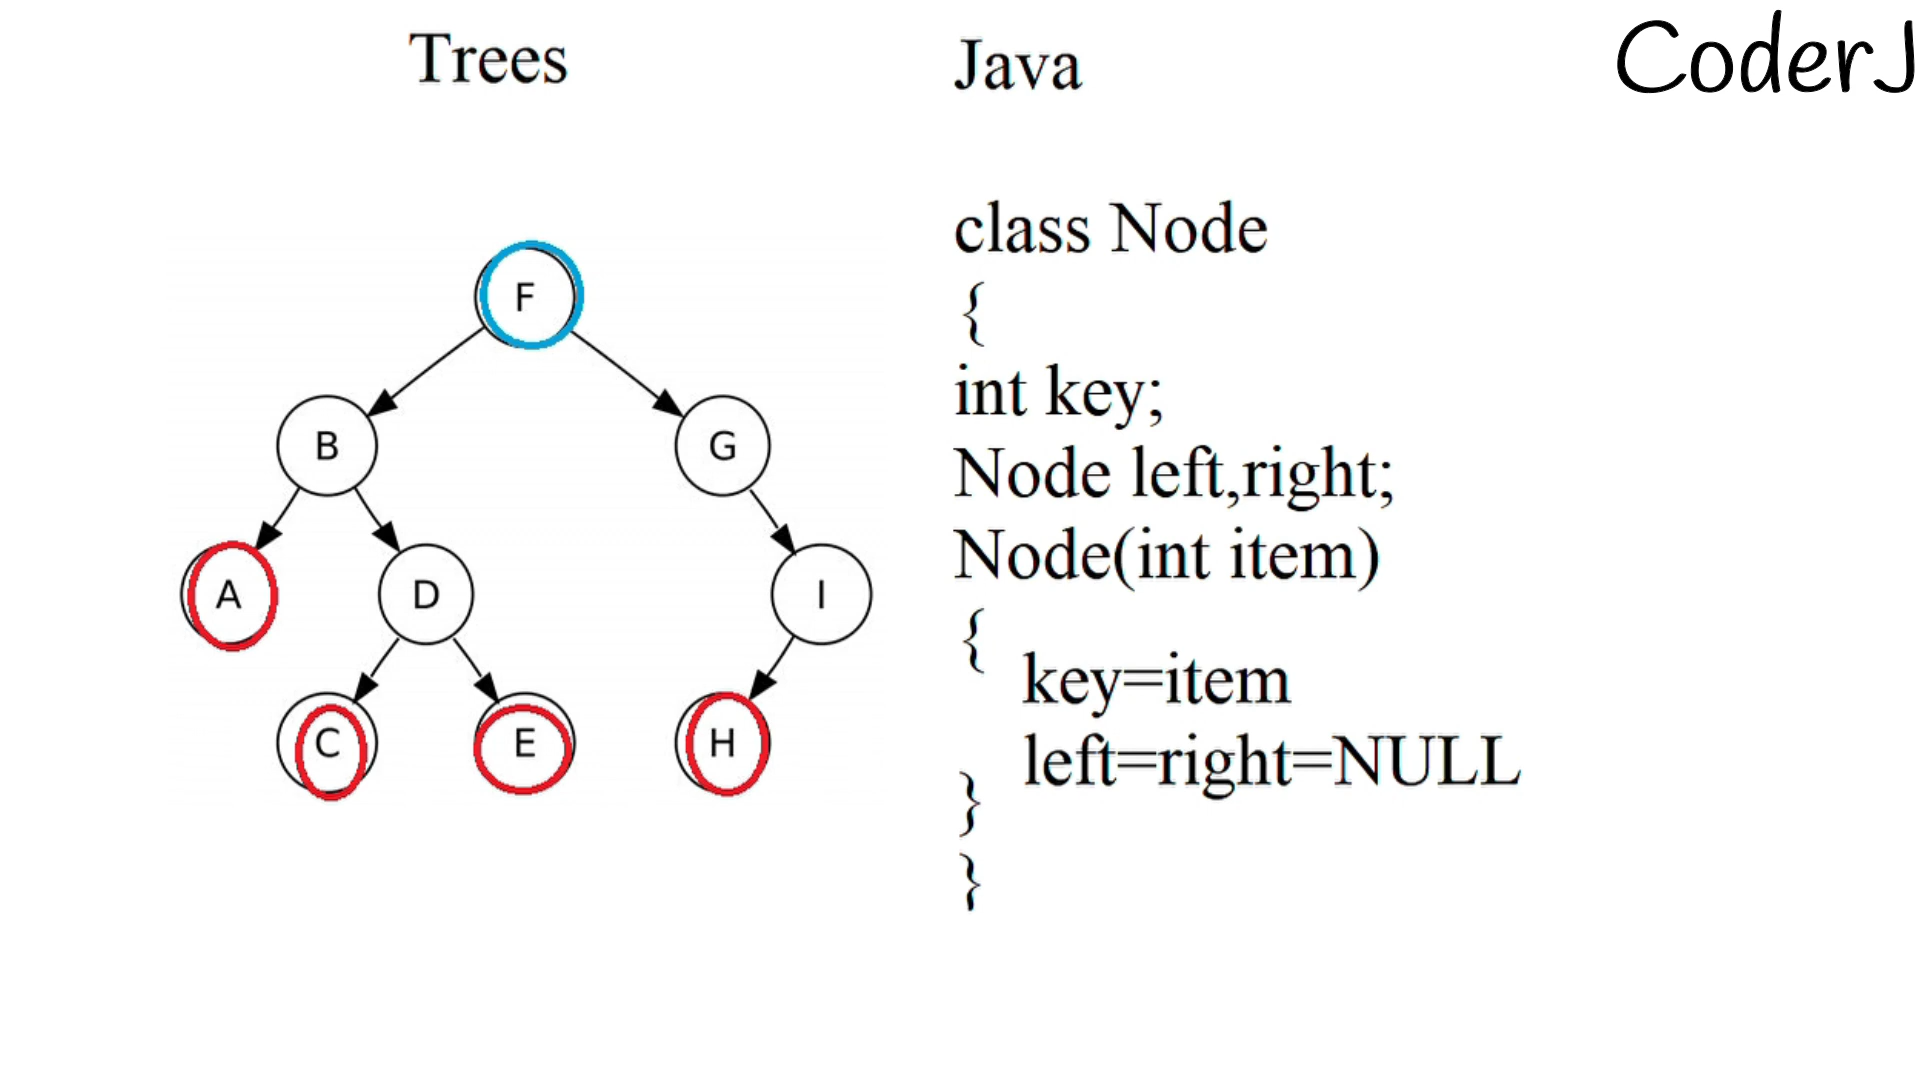 Trees
Java
CoderJ
F
B
G
A
D
I
C
E
H
class Node
{
int key;
Node left,right;
Node(int item)
{
key=item
left=right=NULL
}
}